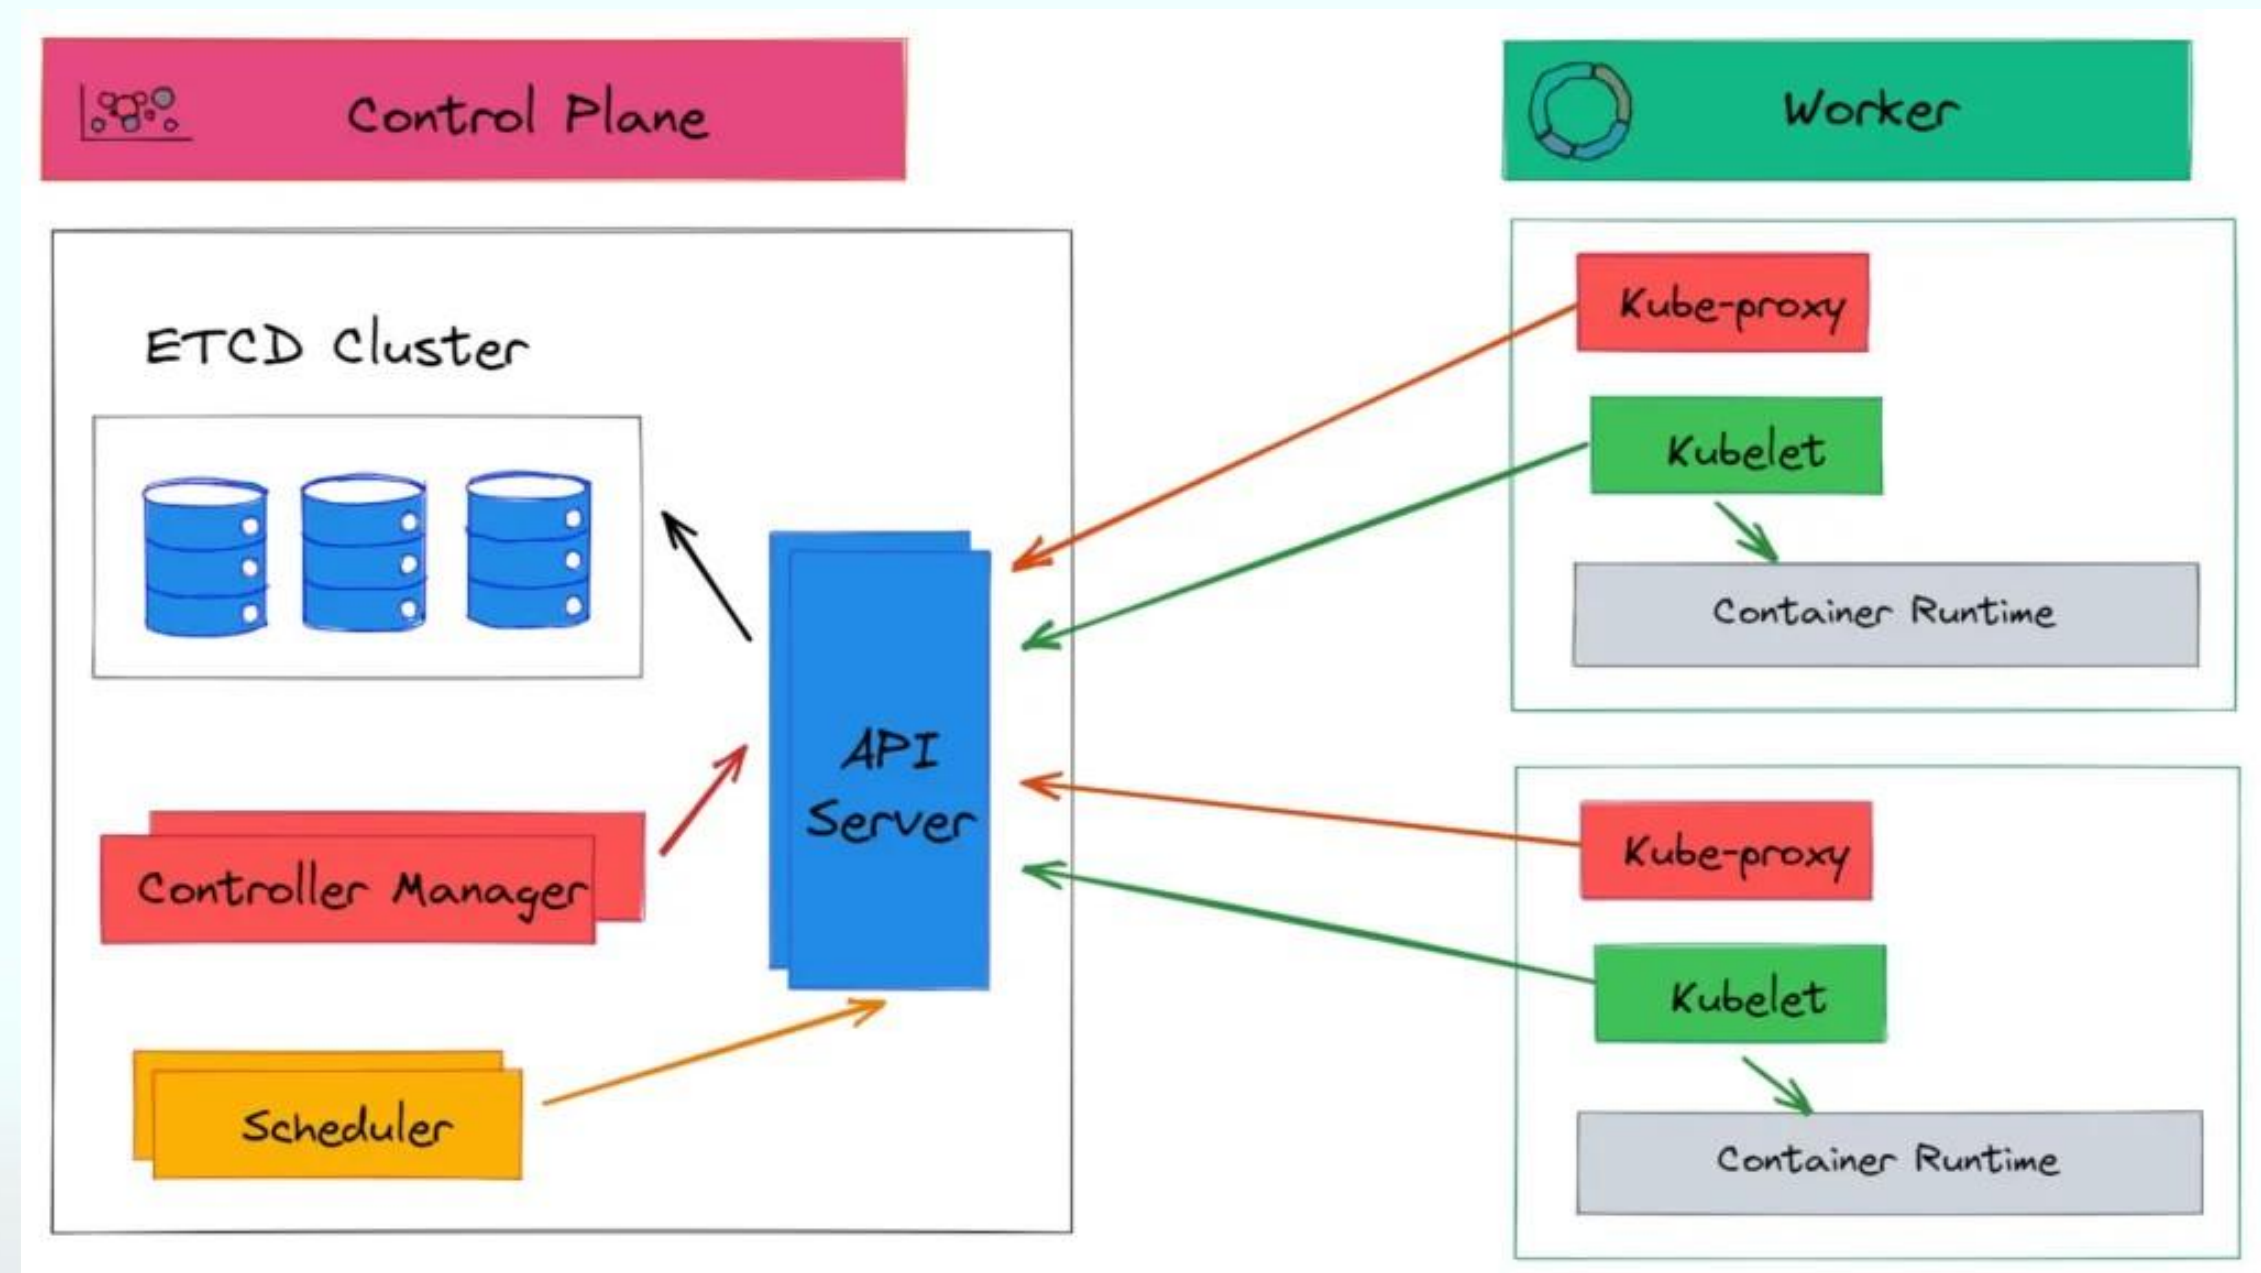 Control Plane
Worker
ETCD Cluster
API
Server
Controller Manager
Scheduler
Kube-proxy
Kubelet
Container Runtime
Kube-proxy
Kubelet
Container Runtime